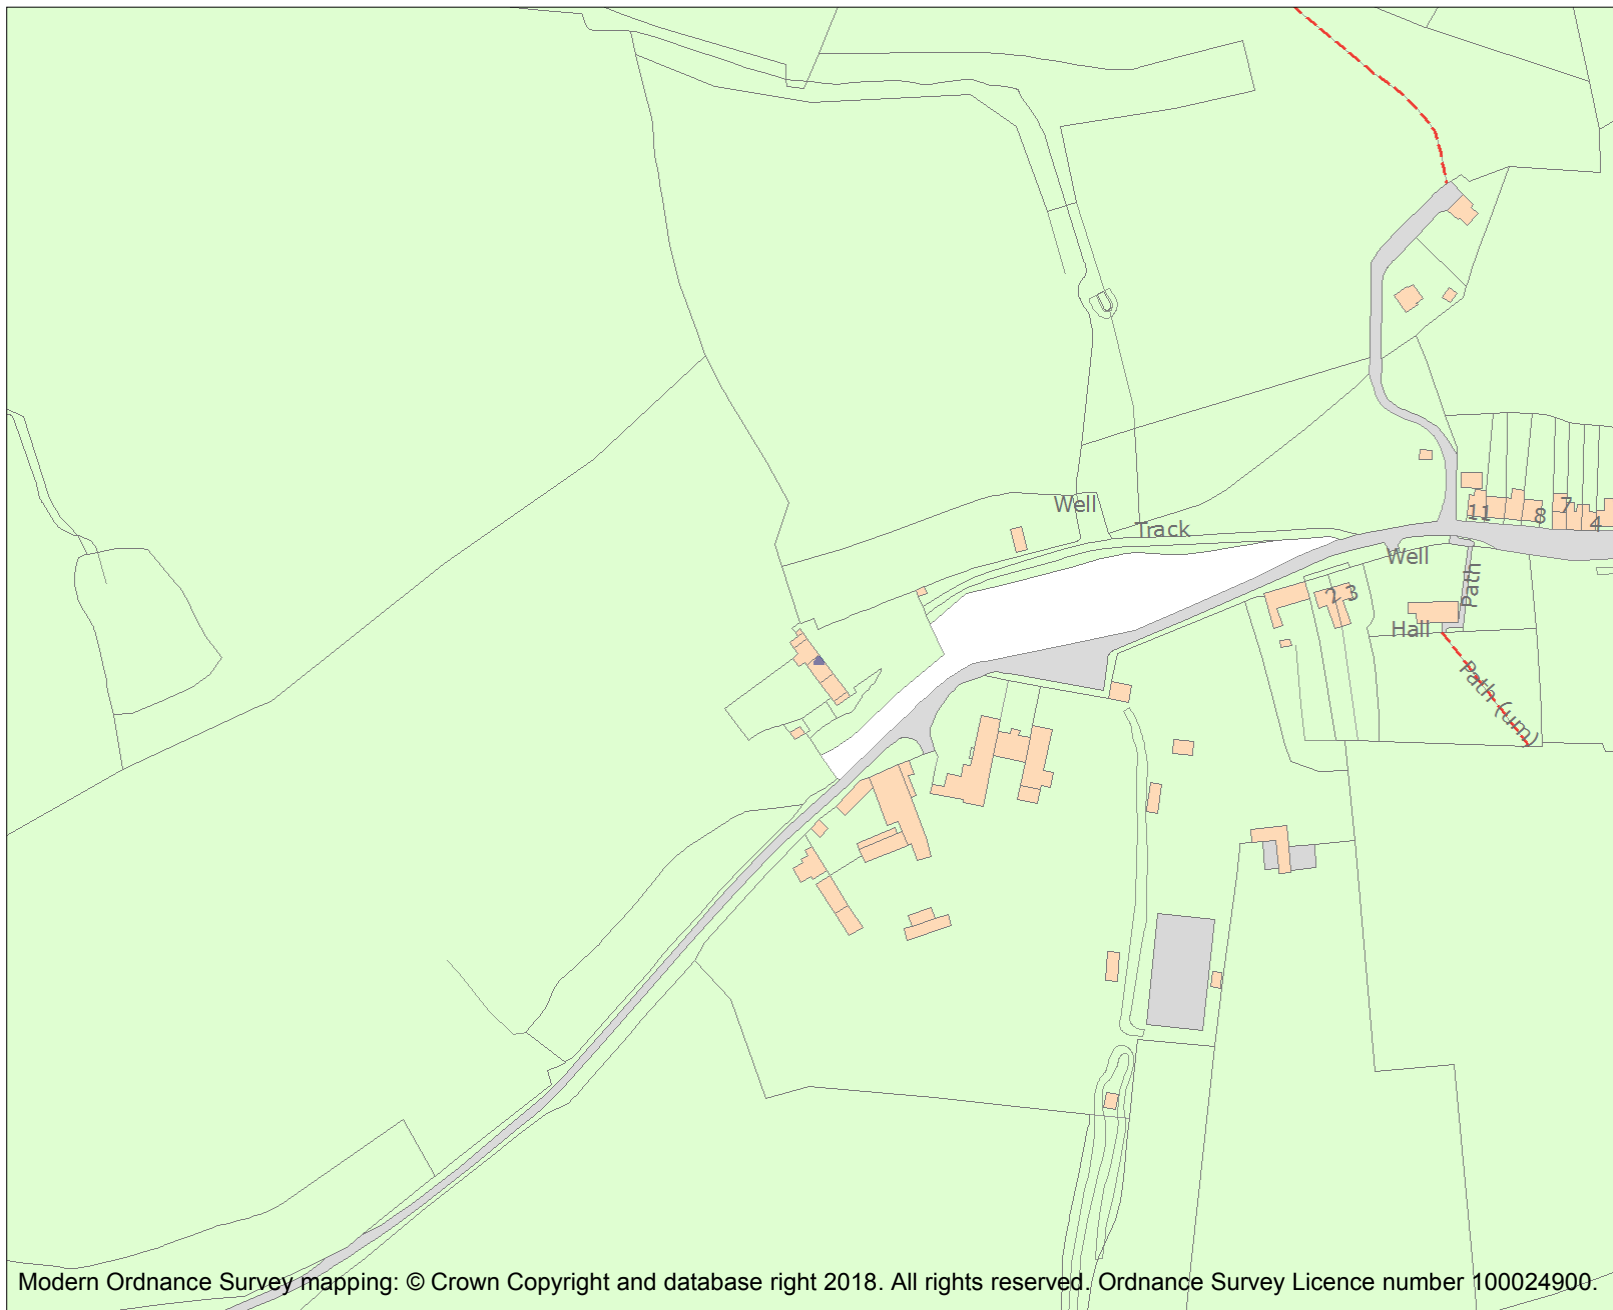 Well
Track
11
8
7
4
Well
2
3
Path
Hall
Path (um)
Modern Ordnance Survey mapping: © Crown Copyright and database right 2018. All rights reserved. Ordnance Survey Licence number 100024900.